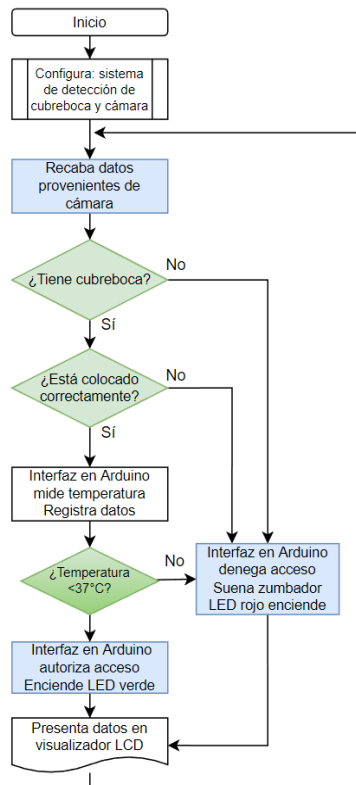 Inicio
Configura: sistema
de detección de
cubreboca y cámara
Recaba datos
provenientes de
cámara
¿Tiene cubreboca?
No
Sí
¿Está colocado
correctamente?
No
Sí
Interfaz en Arduino
mide temperatura
Registra datos
¿Temperatura
<37°C?
No
Interfaz en Arduino
denega acceso
Suena zumbador
LED rojo enciende
Interfaz en Arduino
autoriza acceso
Enciende LED verde
Presenta datos en
visualizador LCD